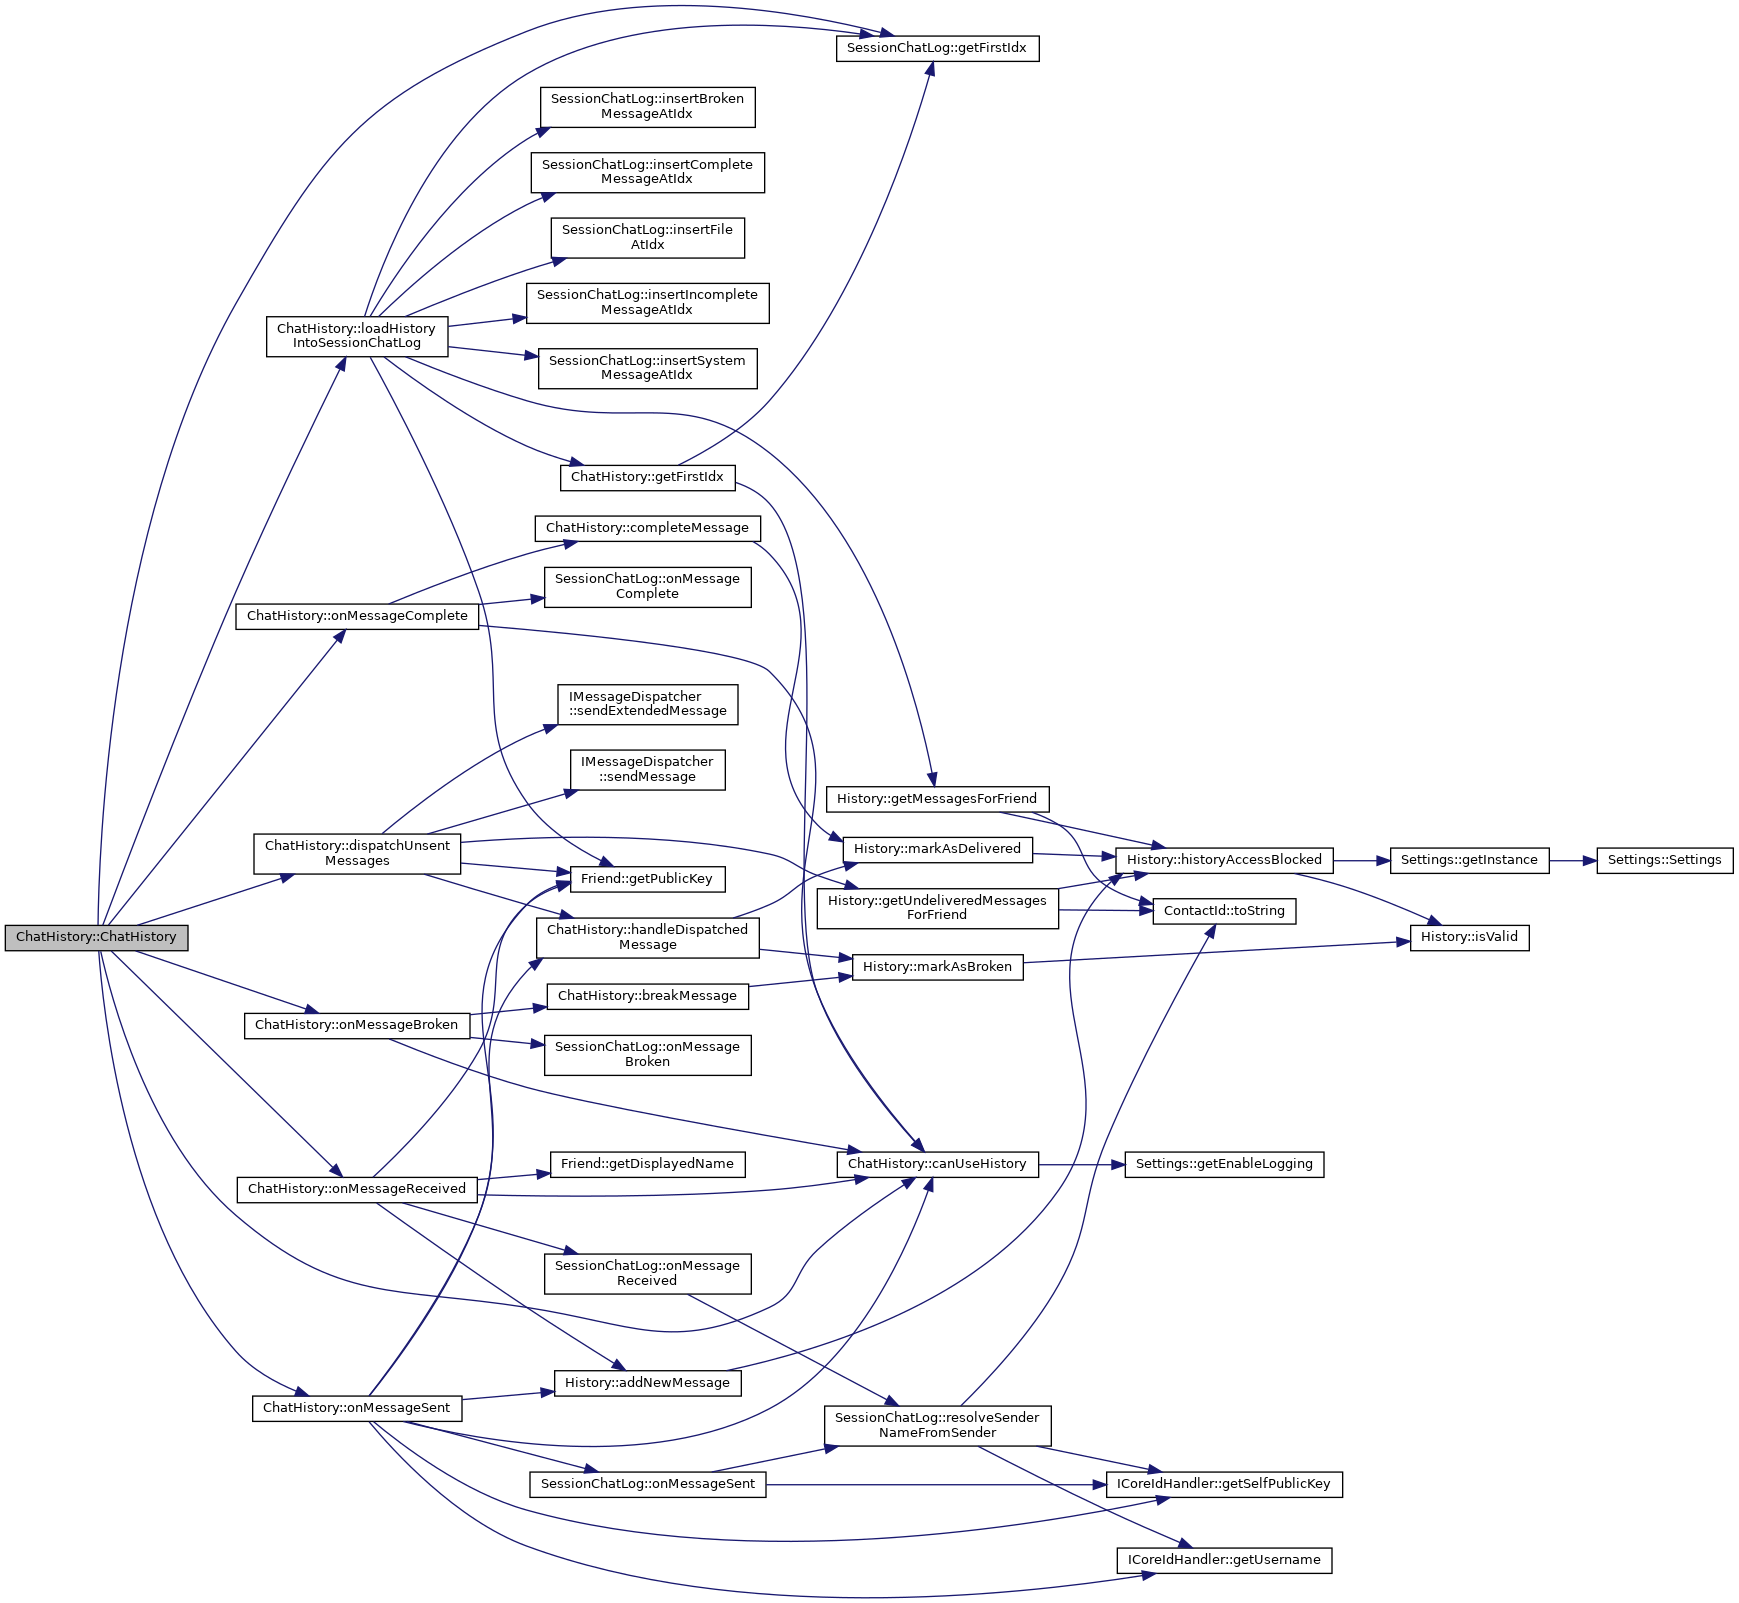 SessionChatLog::getFirstIdx
SessionChatLog::insertBroken
MessageAtIdx
SessionChatLog::insertComplete
MessageAtIdx
SessionChatLog::insertFile
AtIdx
SessionChatLog::insertIncomplete
MessageAtIdx
ChatHistory::loadHistory
IntoSessionChatLog
SessionChatLog::insertSystem
MessageAtIdx
ChatHistory::getFirstIdx
ChatHistory::completeMessage
SessionChatLog::onMessage
Complete
ChatHistory::onMessageComplete
IMessageDispatcher
::sendExtendedMessage
IMessageDispatcher
::sendMessage
History::getMessagesForFriend
ChatHistory::dispatchUnsent
Messages
History::markAsDelivered
History::historyAccessBlocked
Settings::getInstance
Settings::Settings
Friend::getPublicKey
History::getUndeliveredMessages
ForFriend
ContactId::toString
ChatHistory::ChatHistory
ChatHistory::handleDispatched
Message
History::isValid
History::markAsBroken
ChatHistory::breakMessage
ChatHistory::onMessageBroken
SessionChatLog::onMessage
Broken
Friend::getDisplayedName
ChatHistory::canUseHistory
Settings::getEnableLogging
ChatHistory::onMessageReceived
SessionChatLog::onMessage
Received
History::addNewMessage
ChatHistory::onMessageSent
SessionChatLog::resolveSender
NameFromSender
SessionChatLog::onMessageSent
ICoreIdHandler::getSelfPublicKey
ICoreIdHandler::getUsername